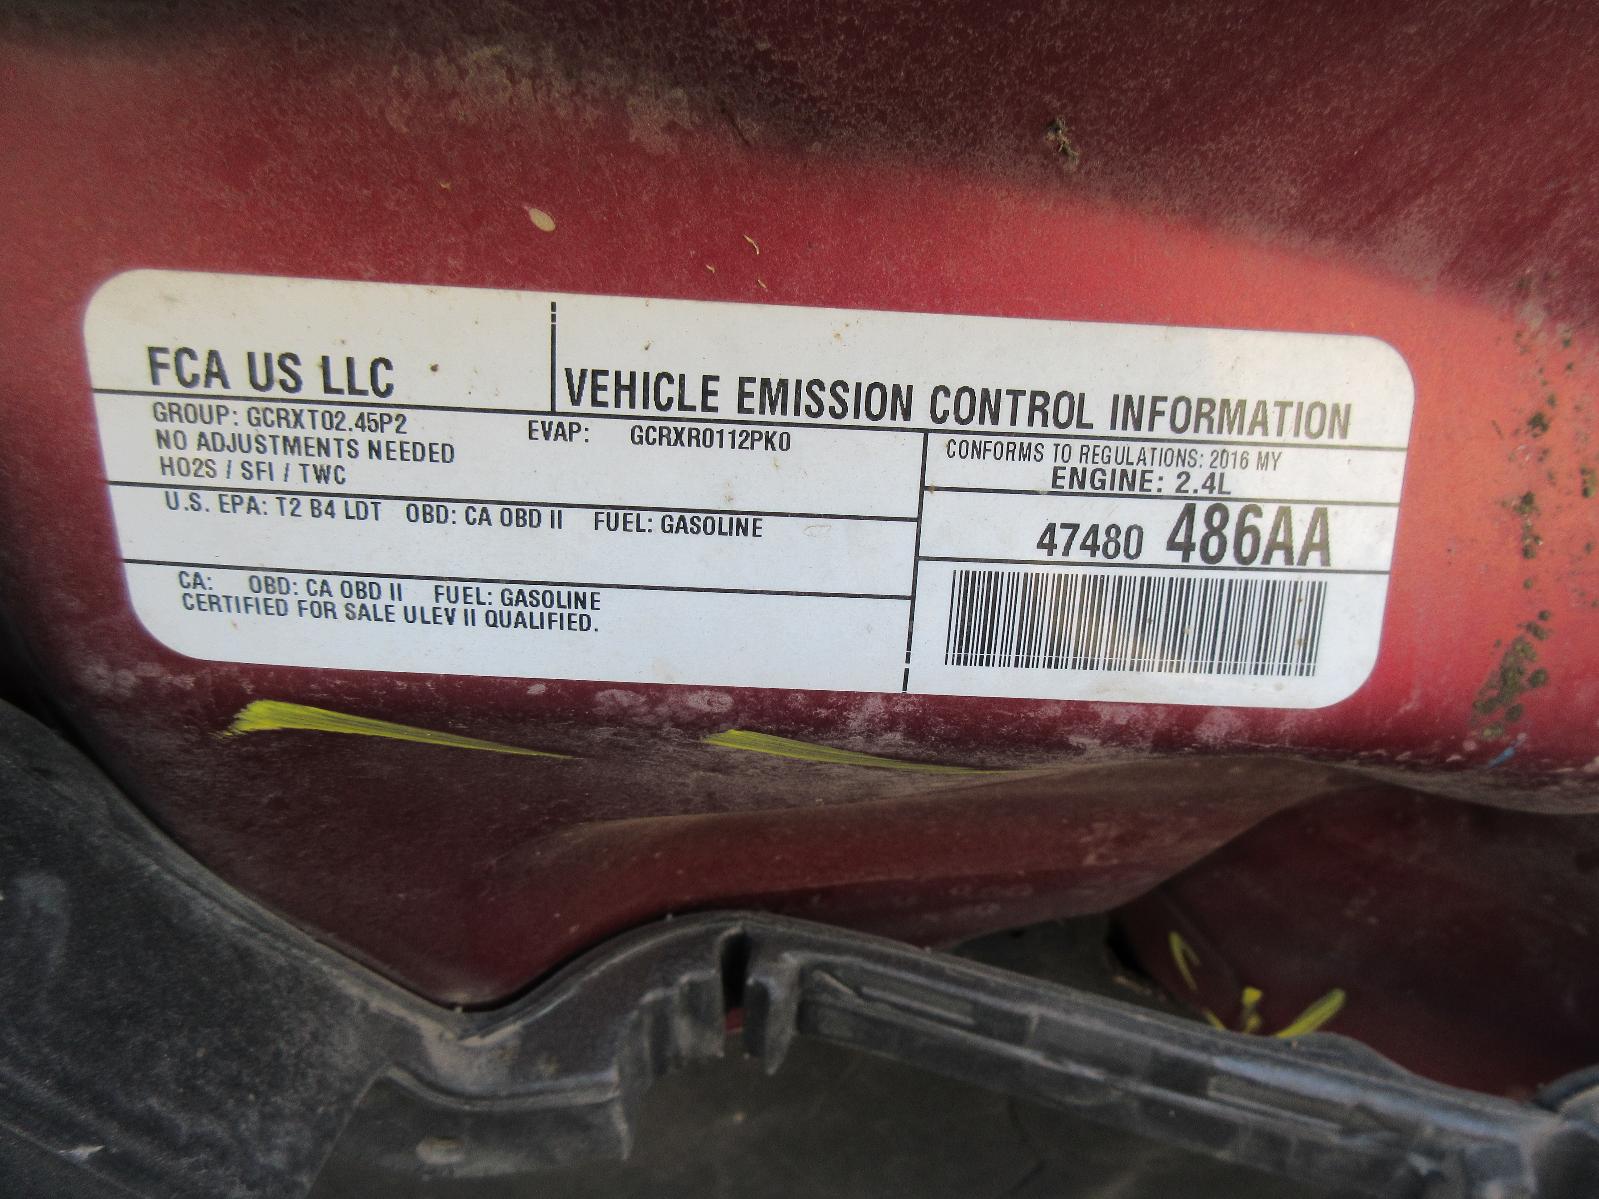 FCA US LLC
VEHICLE EMISSION CONTROL INFORMATION
GROUP: GCRXT02.45P2
EVAP: GCRXR0112PK0
NO ADJUSTMENTS NEEDED
HO2S / SFI / TWC
CONFORMS TO REGULATIONS: 2016 MY
ENGINE: 2.4L
U.S. EPA: T2 B4 LDT OBD: CA OBD II FUEL: GASOLINE
47480 486AA
CA: OBD: CA OBD II FUEL: GASOLINE
CERTIFIED FOR SALE ULEV II QUALIFIED.